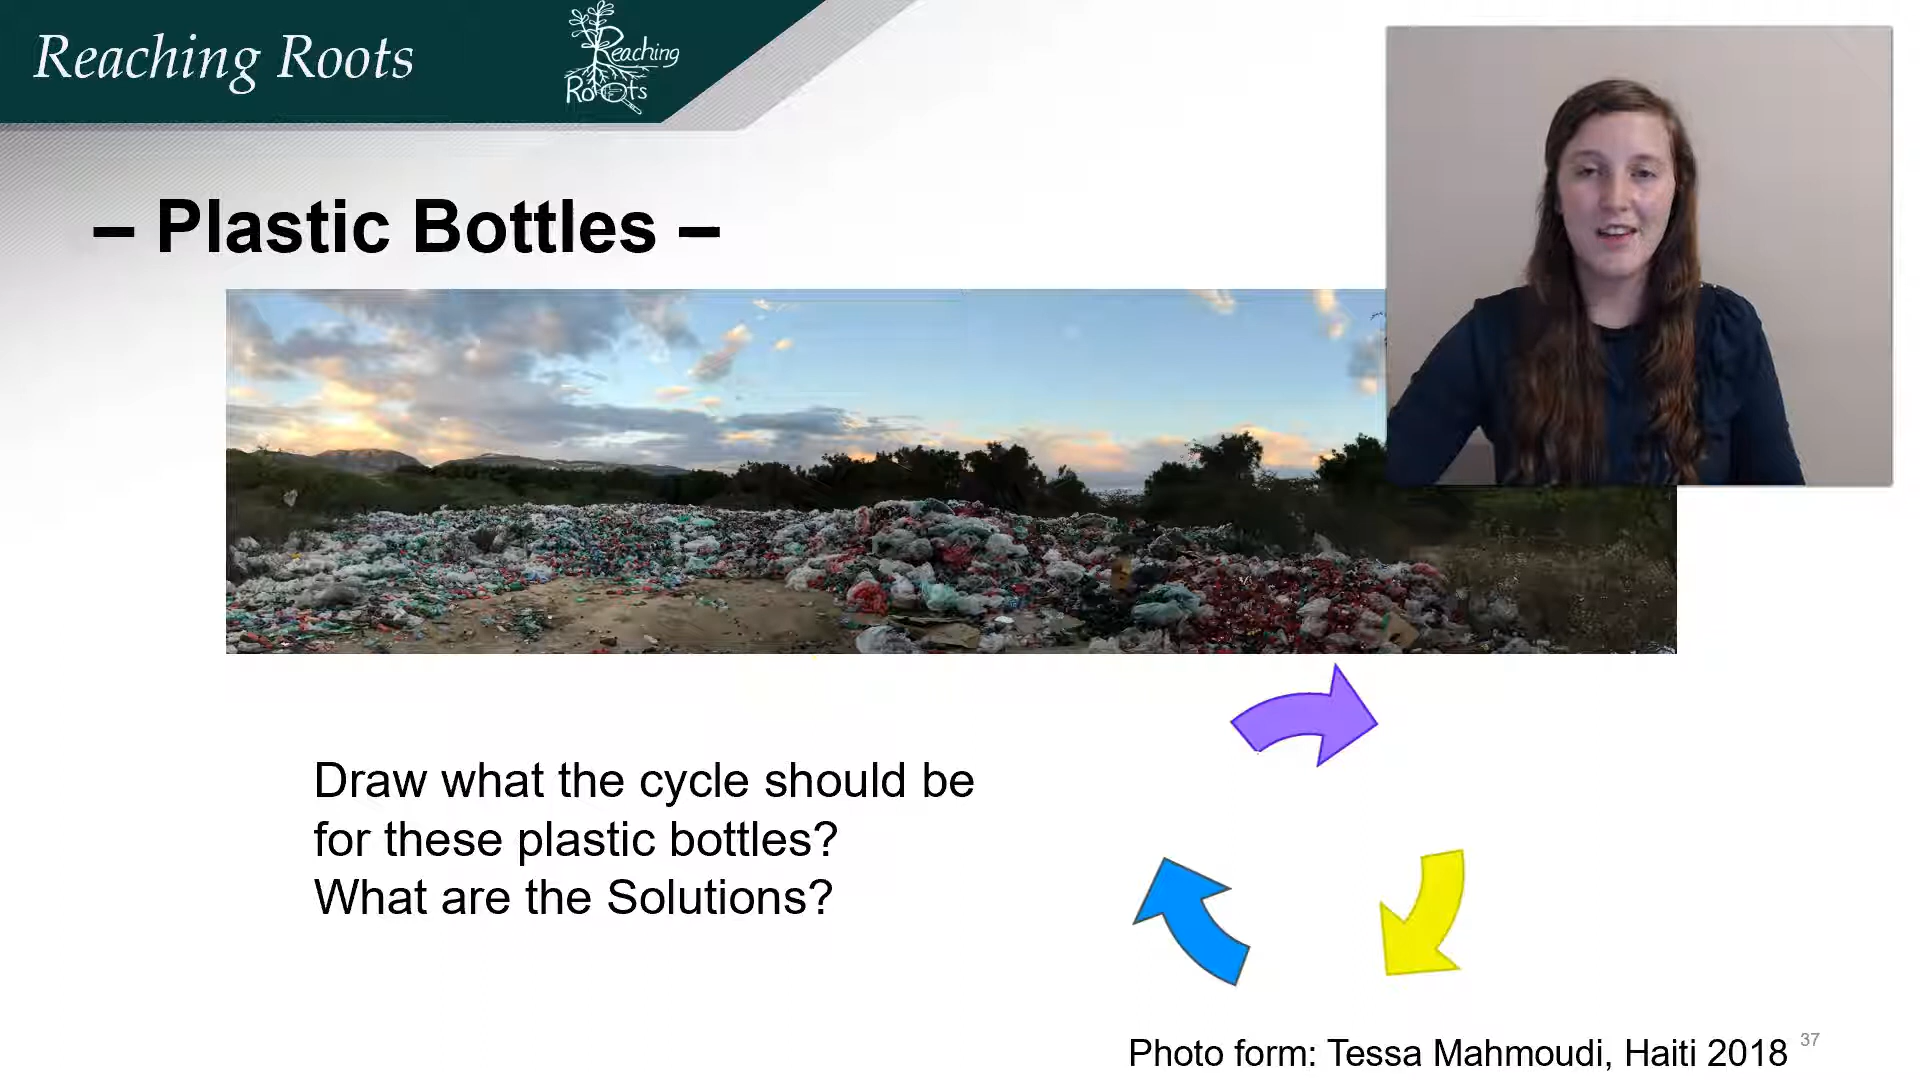 Reaching Roots
Reaching
Roots
– Plastic Bottles –
Draw what the cycle should be
for these plastic bottles?
What are the Solutions?
Photo form: Tessa Mahmoudi, Haiti 2018
37